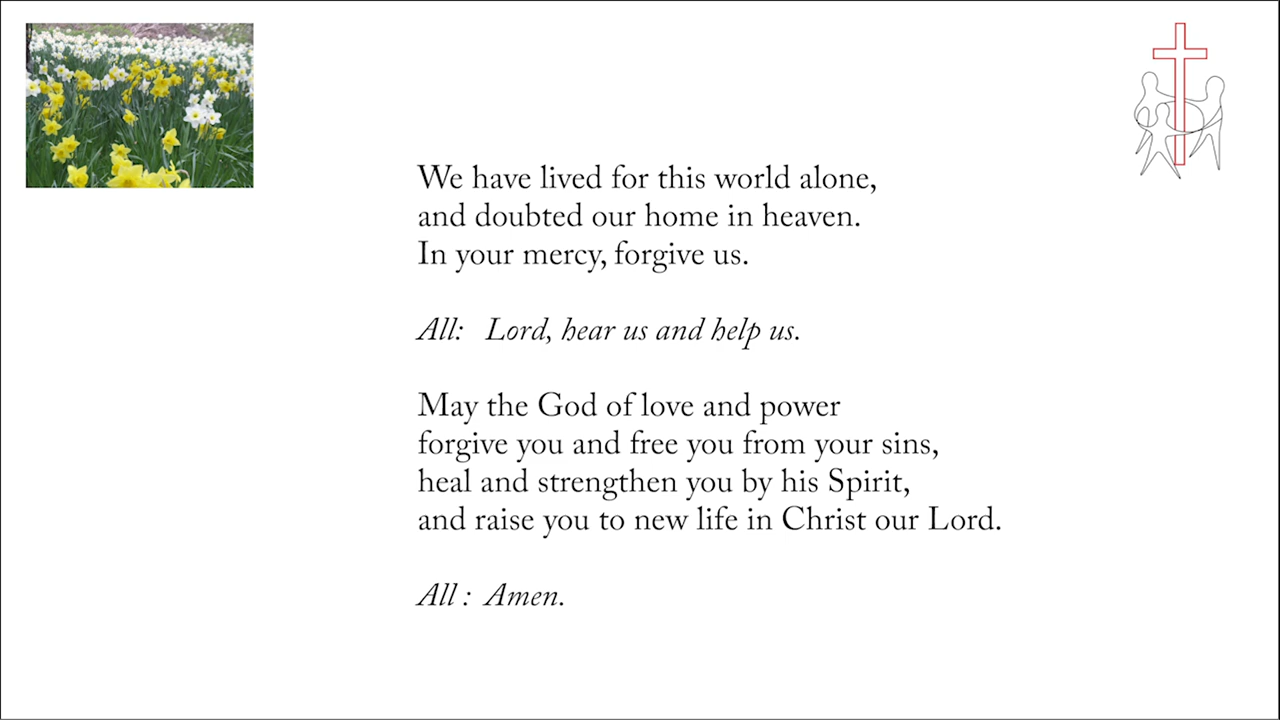 We have lived for this world alone,
and doubted our home in heaven.
In your mercy, forgive us.
All: Lord, hear us and help us.
May the God of love and power
forgive you and free you from your sins,
heal and strengthen you by his Spirit,
and raise you to new life in Christ our Lord.
All : Amen.